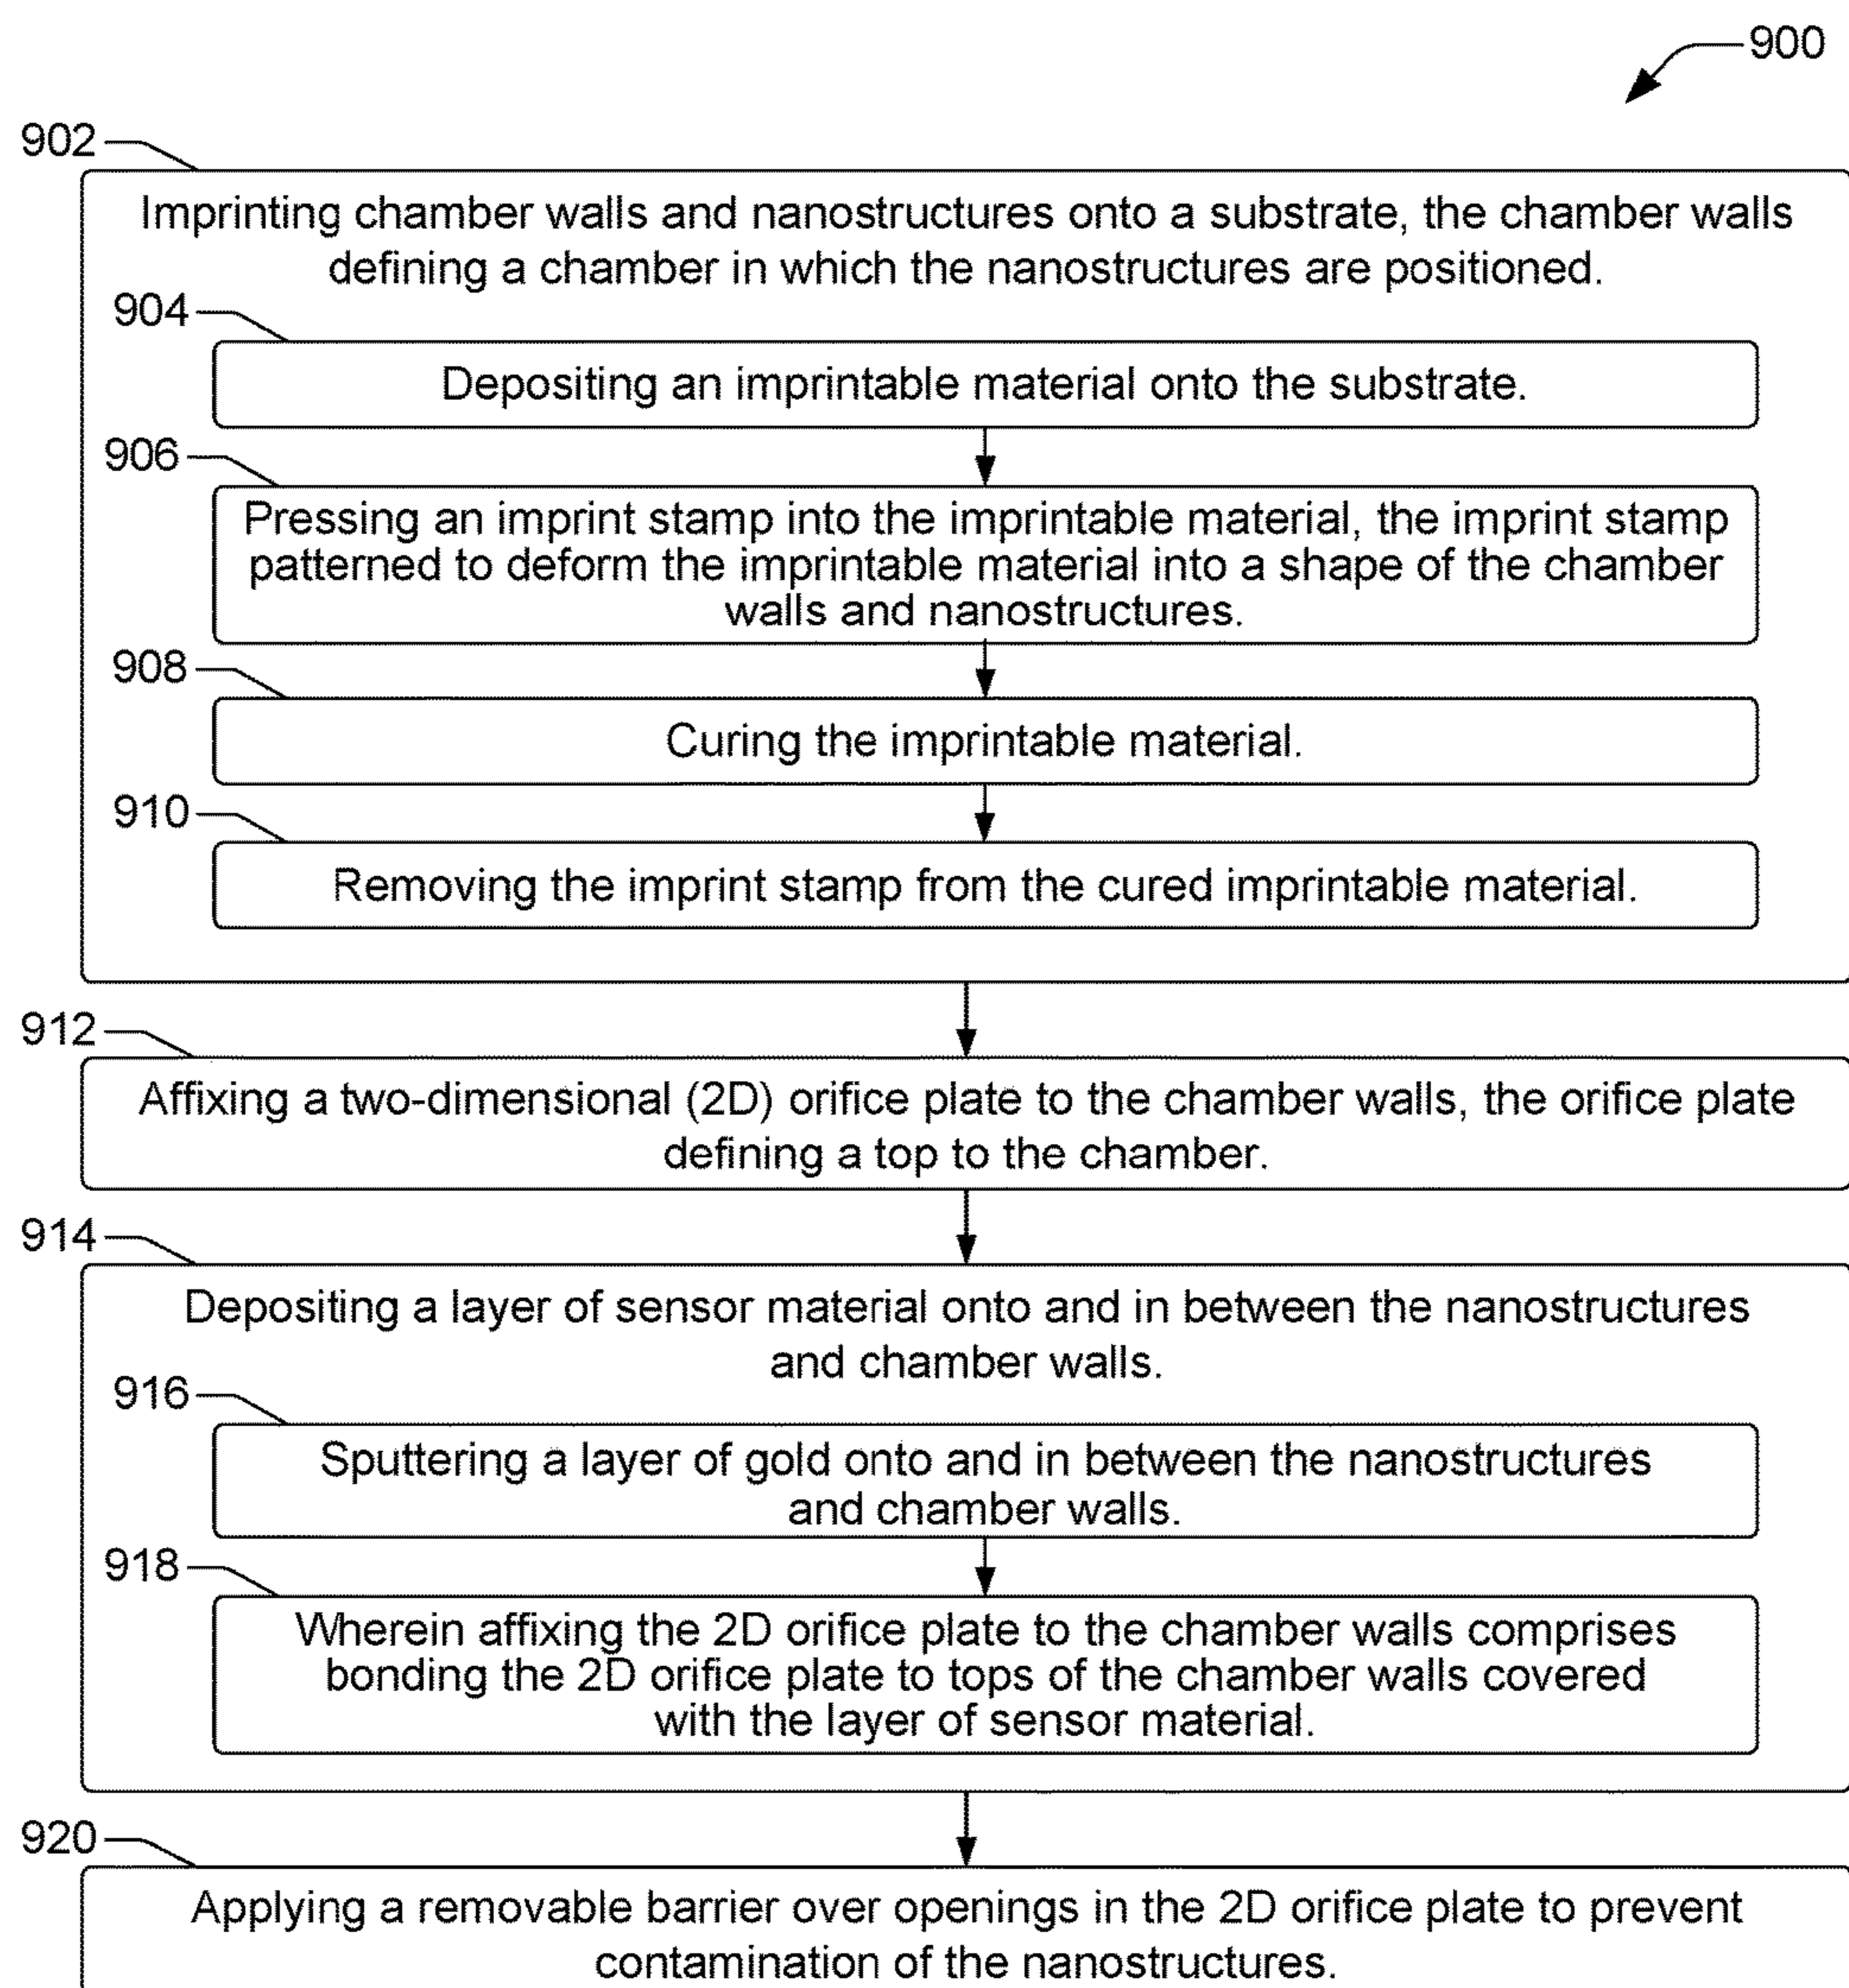 900
902
Imprinting chamber walls and nanostructures onto a substrate, the chamber walls
defining a chamber in which the nanostructures are positioned.
904
Depositing an imprintable material onto the substrate.
906
Pressing an imprint stamp into the imprintable material, the imprint stamp
patterned to deform the imprintable material into a shape of the chamber
walls and nanostructures.
908
Curing the imprintable material.
910
Removing the imprint stamp from the cured imprintable material.
912
Affixing a two-dimensional (2D) orifice plate to the chamber walls, the orifice plate
defining a top to the chamber.
914
Depositing a layer of sensor material onto and in between the nanostructures
and chamber walls.
916
Sputtering a layer of gold onto and in between the nanostructures
and chamber walls.
918
Wherein affixing the 2D orifice plate to the chamber walls comprises
bonding the 2D orifice plate to tops of the chamber walls covered
with the layer of sensor material.
920
Applying a removable barrier over openings in the 2D orifice plate to prevent
contamination of the nanostructures.